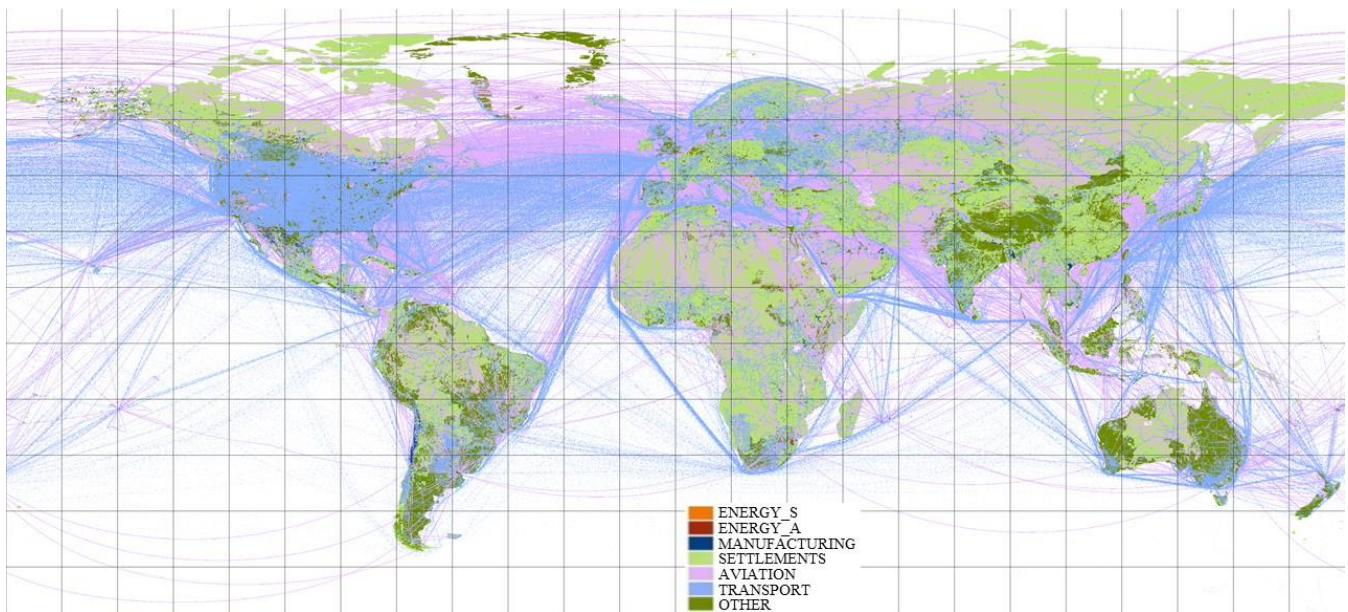 ENERGY_S
ENERGY_A
MANUFACTURING
SETTLEMENTS
AVIATION
TRANSPORT
OTHER